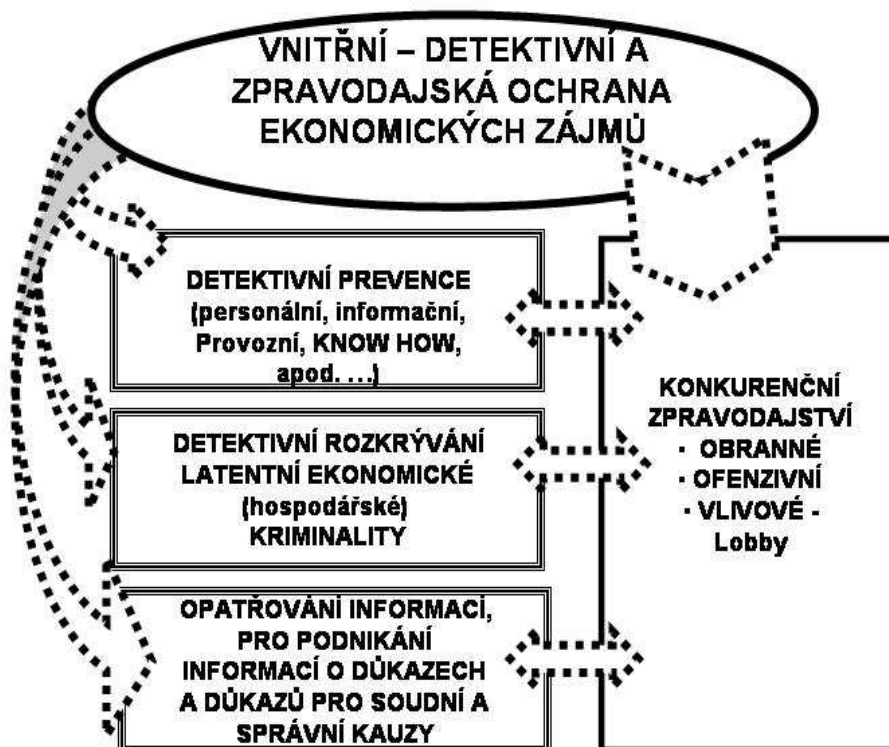 VNITŘNÍ – DETEKTIVNÍ A
ZPRAVODAJSKÁ OCHRANA
EKONOMICKÝCH ZÁJMŮ
DETEKTIVNÍ PREVENCE
(personální, informační,
Provozní, KNOW HOW,
apod. ...)
DETEKTIVNÍ ROZKRÝVÁNÍ
LATENTNÍ EKONOMICKÉ
(hospodářské)
KRIMINALITY
OPATŘOVÁNÍ INFORMACÍ,
PRO PODNIKÁNÍ
INFORMACÍ O DŮKAZECH
A DŮKAZŮ PRO SOUDNÍ A
SPRÁVNÍ KAUZY
KONKURENČNÍ
ZPRAVODAJSTVÍ
· OBRANNÉ
· OFENZIVNÍ
· VLIVOVÉ -
Lobby